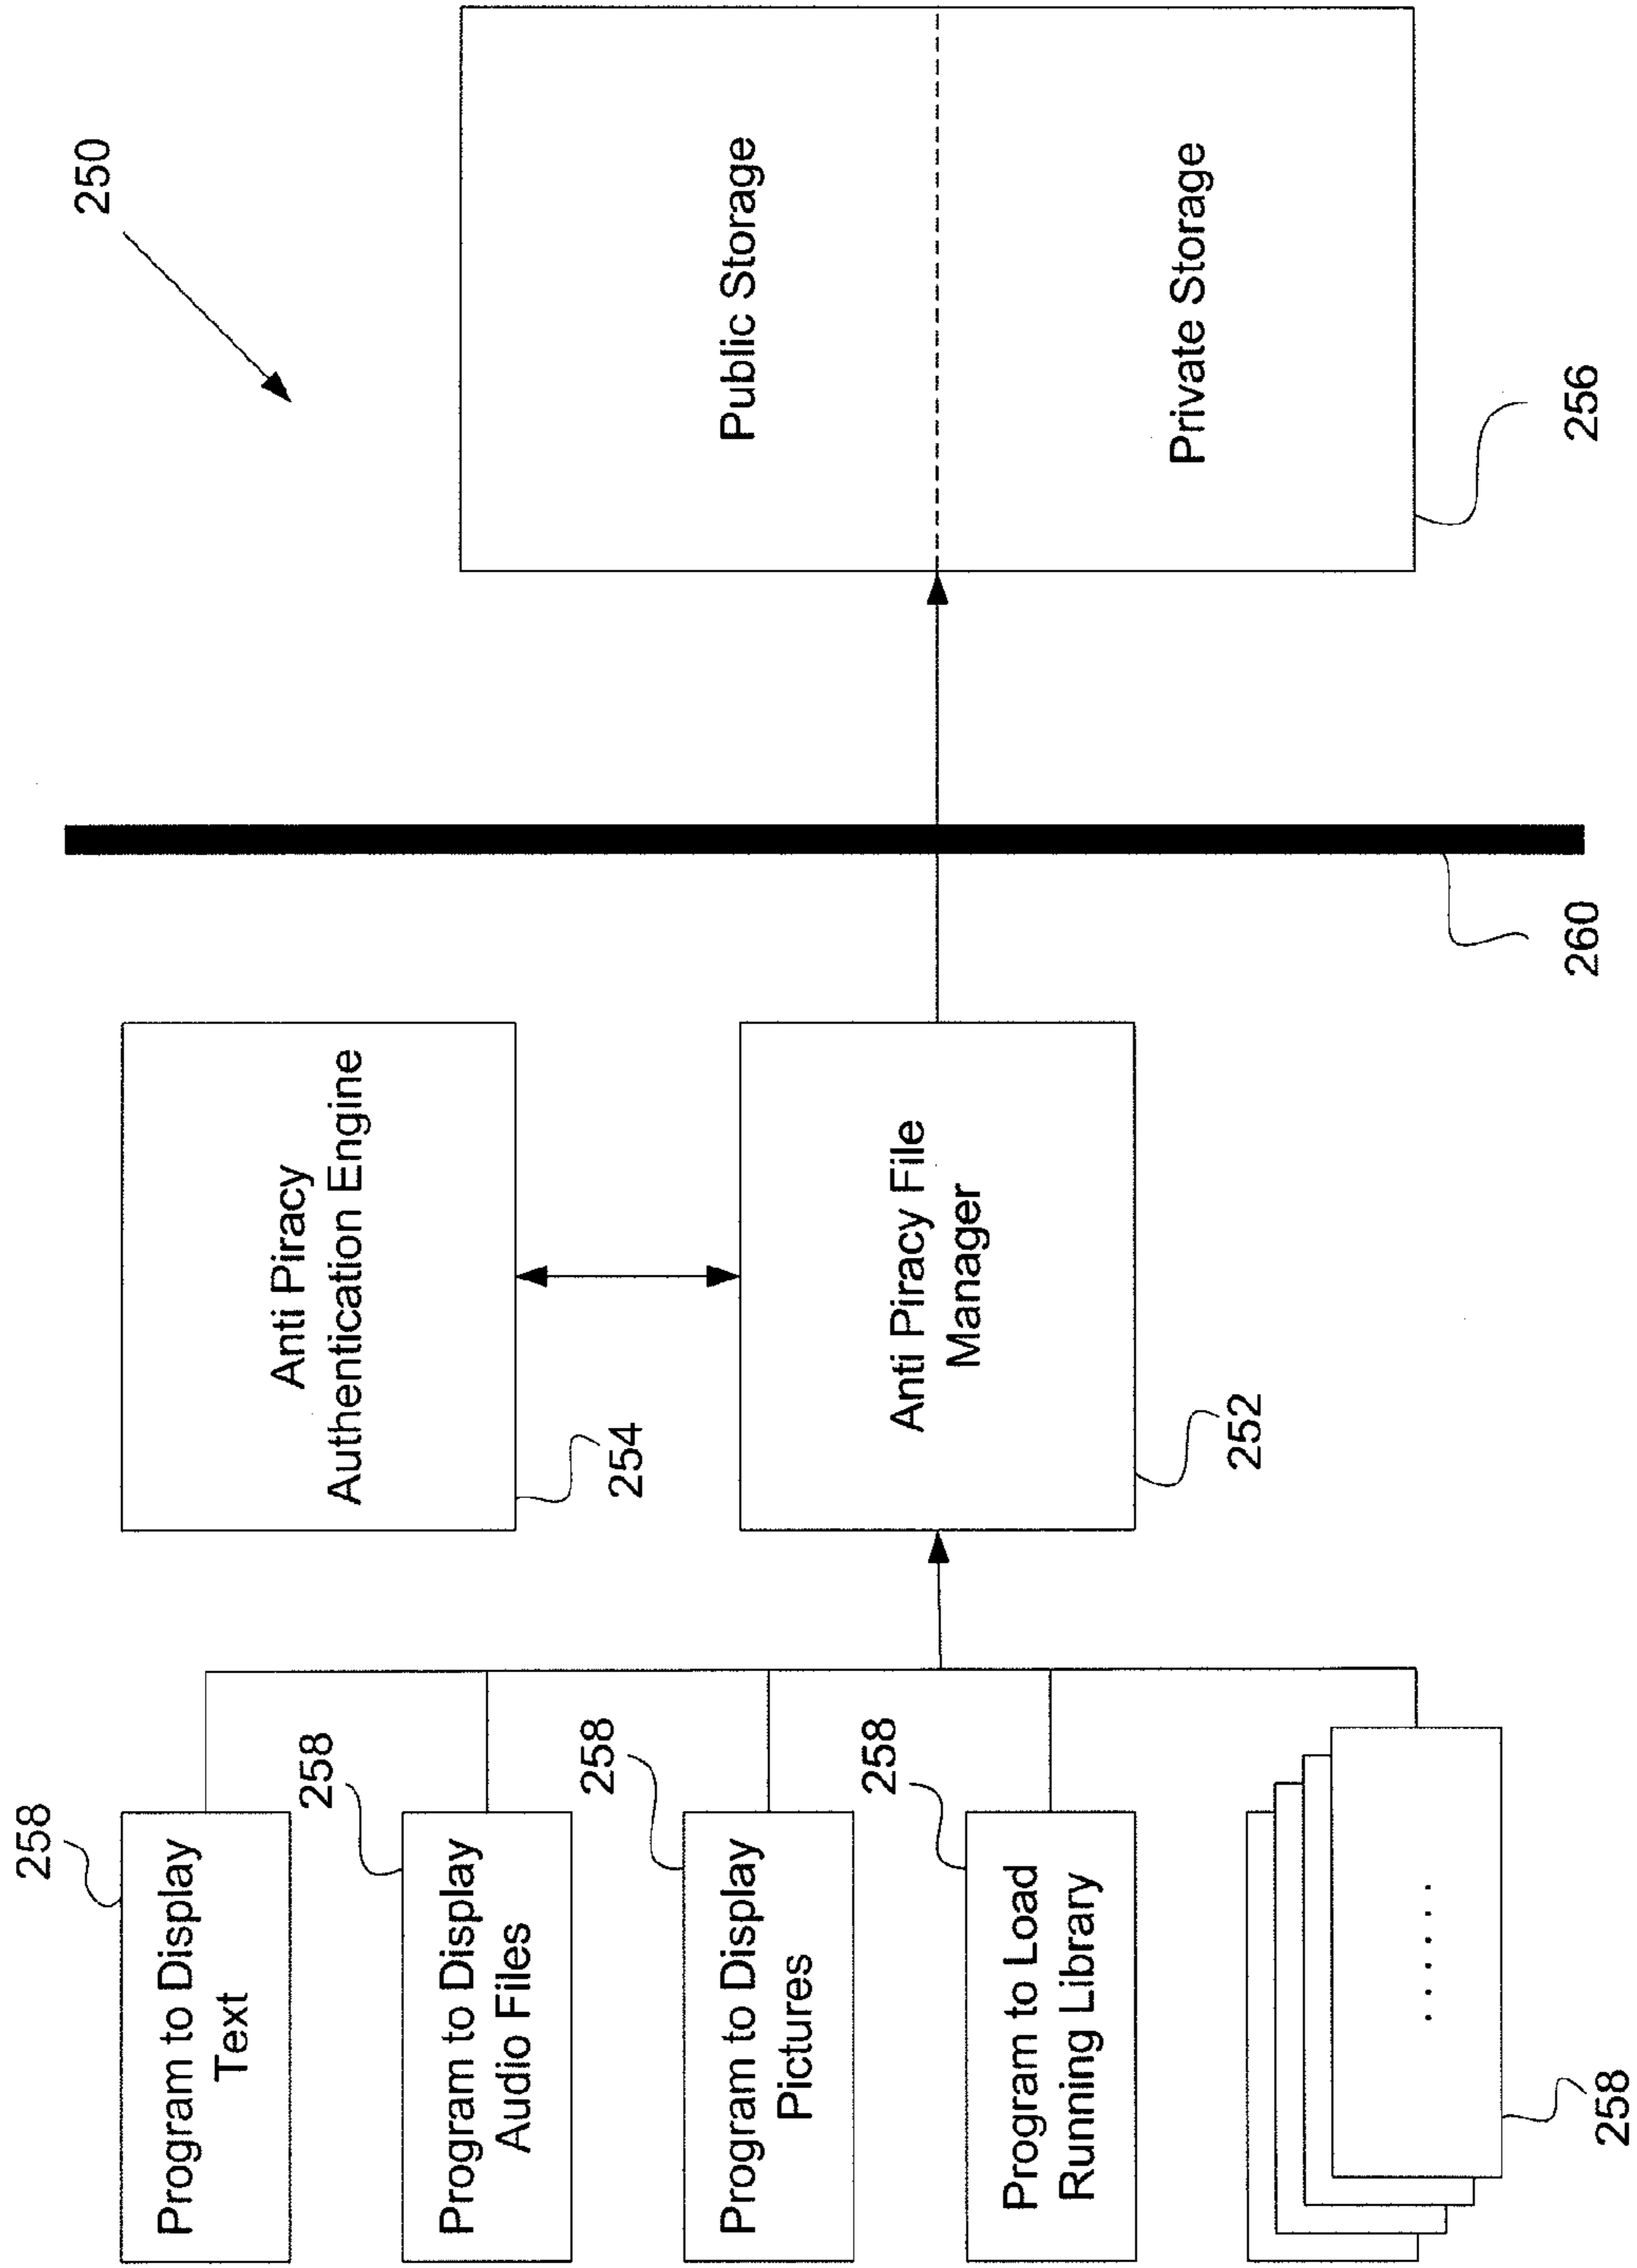 250
Public Storage
Private Storage
256
260
Anti Piracy
Authentication Engine
254
Anti Piracy File
Manager
252
258
Program to Display
Text
258
Program to Display
Audio Files
258
Program to Display
Pictures
258
Program to Load
Running Library
.......
258